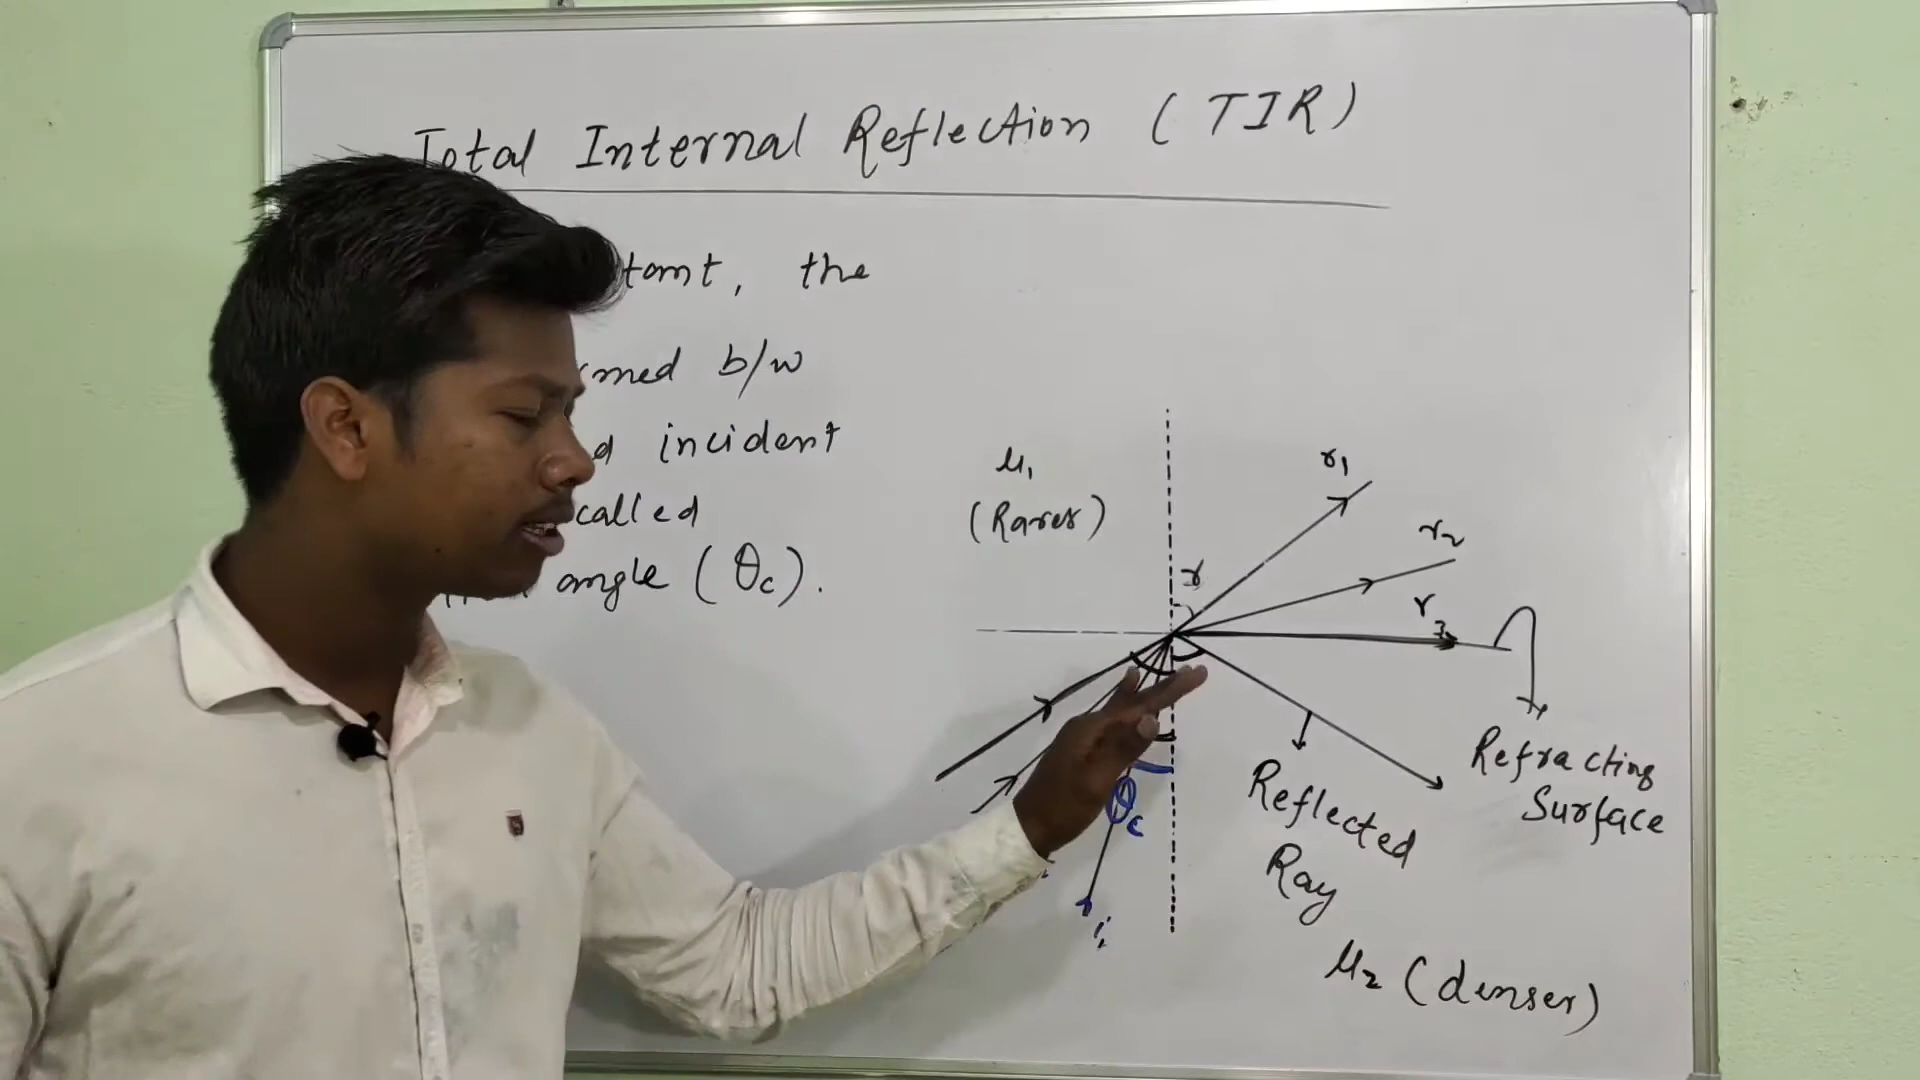 Total Internal Reflection (TIR)
the
b/w
incident
called
angle (θc).
μ1
(Rarer)
r1
r2
r
r3
Refracting
Surface
Reflected
Ray
θc
i1
μ2 (denser)